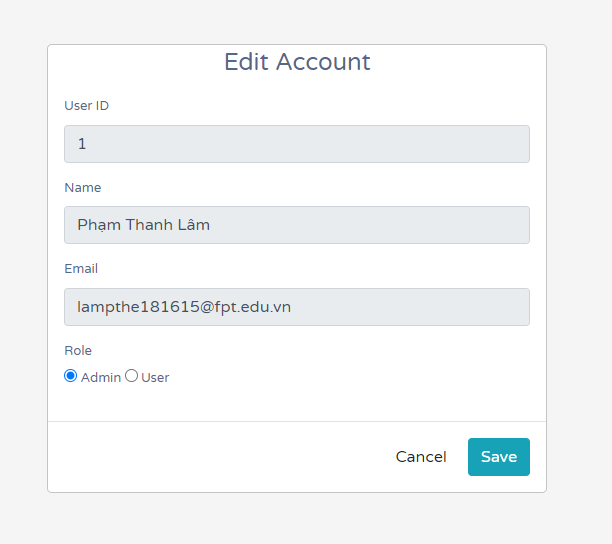 Edit Account
User ID
1
Name
Phạm Thanh Lâm
Email
lampthe181615@fpt.edu.vn
Role
Admin User
Cancel Save